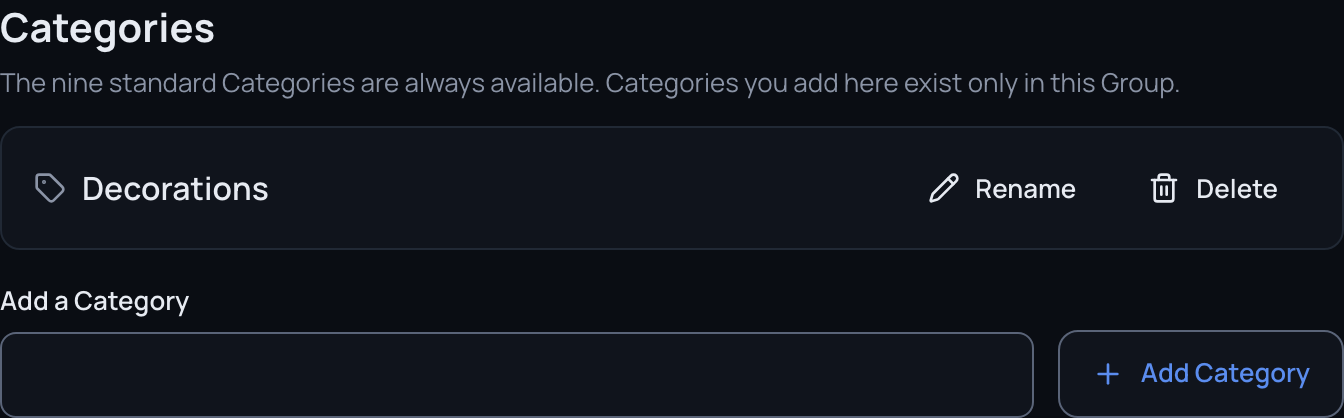 Categories
The nine standard Categories are always available. Categories you add here exist only in this Group.
Decorations
Rename
Delete
Add a Category
Add Category